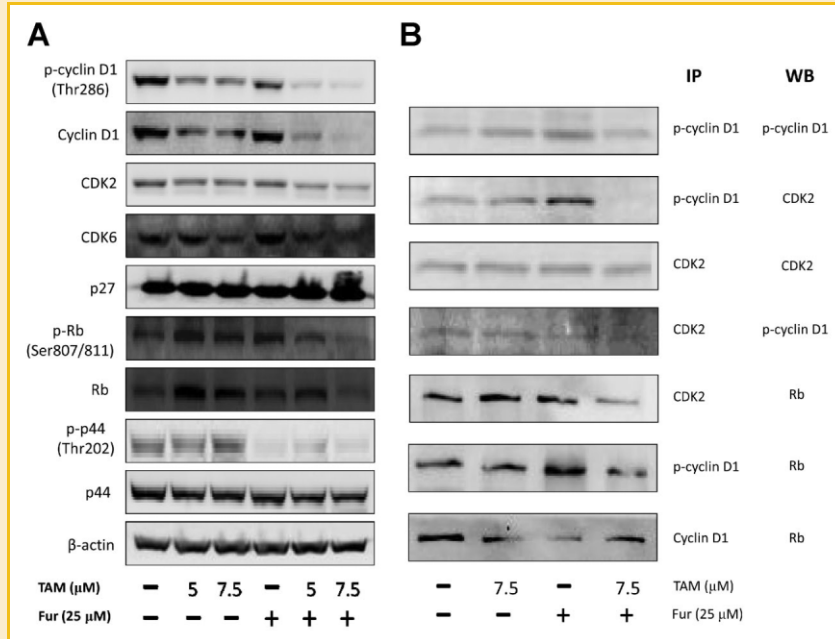 A
p-cyclin D1
(Thr286)
Cyclin D1
CDK2
CDK6
p27
p-Rb
(Ser807/811)
Rb
p-p44
(Thr202)
p44
β-actin
TAM (μM) − 5 7.5 − 5 7.5
Fur (25 μM) − − − + + +
B
IP WB
p-cyclin D1 p-cyclin D1
p-cyclin D1 CDK2
CDK2 CDK2
CDK2 p-cyclin D1
CDK2 Rb
p-cyclin D1 Rb
Cyclin D1 Rb
− 7.5 − 7.5 TAM (μM)
− − + + Fur (25 μM)